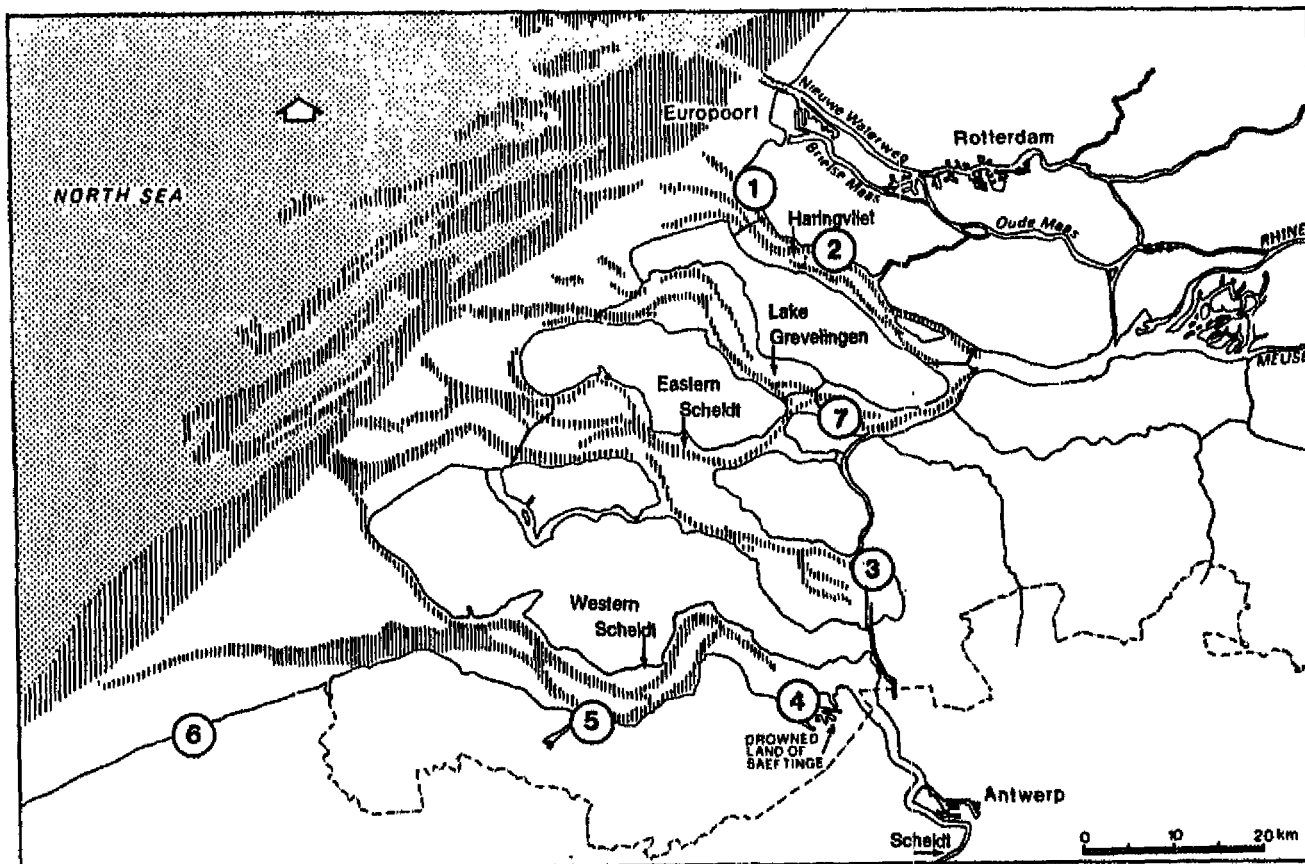 Europoort
Nieuwe Waterweg
Rotterdam
Brielse Maas
NORTH SEA
1
Haringvliet
2
Oude Maas
RHINE
Lake
Grevelingen
MEUSE
Eastern
Scheldt
7
3
Western
Scheldt
4
5
6
DROWNED
LAND OF
SAEFTINGE
Antwerp
Scheldt
0 10 20 km